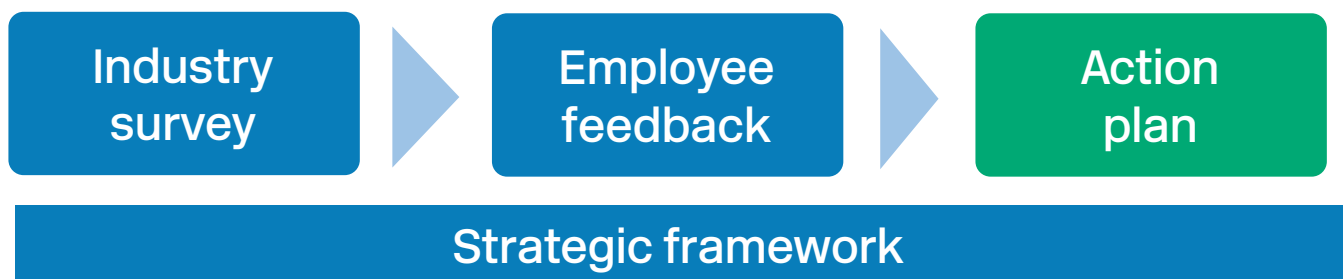 Industry
survey
Employee
feedback
Action
plan
Strategic framework